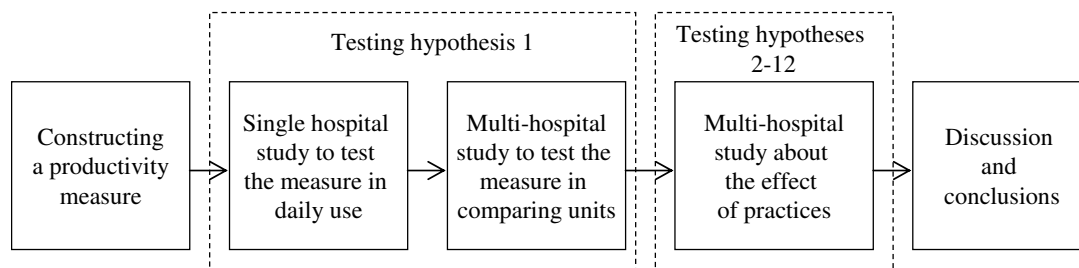 Testing hypothesis 1
Testing hypotheses
2-12
Constructing
a productivity
measure
Single hospital
study to test
the measure in
daily use
Multi-hospital
study to test the
measure in
comparing units
Multi-hospital
study about
the effect
of practices
Discussion
and
conclusions